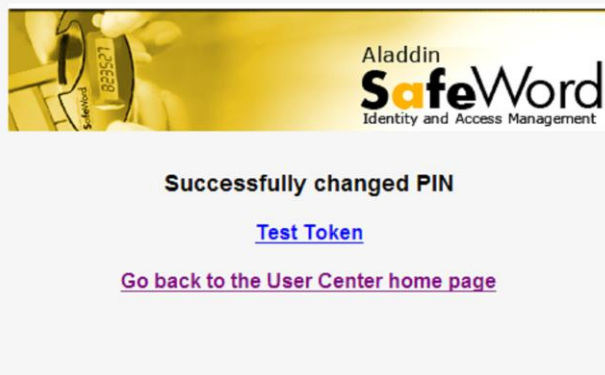 823527
SafeWord
Aladdin
SafeWord
Identity and Access Management
Successfully changed PIN
Test Token
Go back to the User Center home page